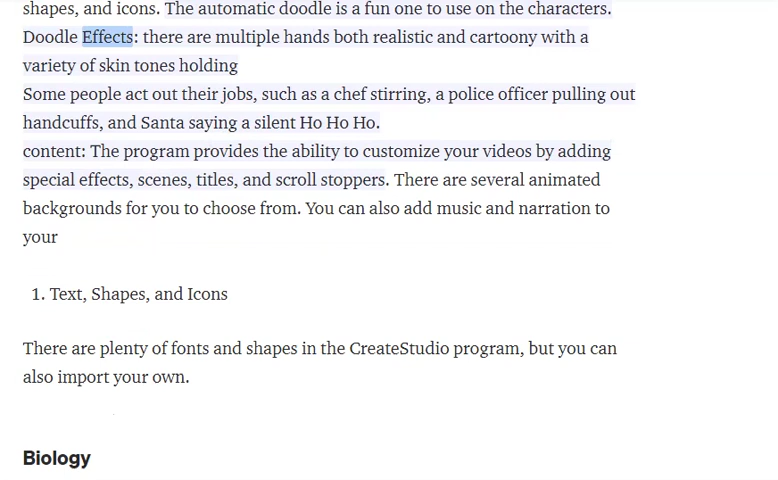 shapes, and icons. The automatic doodle is a fun one to use on the characters.
Doodle Effects: there are multiple hands both realistic and cartoony with a
variety of skin tones holding
Some people act out their jobs, such as a chef stirring, a police officer pulling out
handcuffs, and Santa saying a silent Ho Ho Ho.
content: The program provides the ability to customize your videos by adding
special effects, scenes, titles, and scroll stoppers. There are several animated
backgrounds for you to choose from. You can also add music and narration to
your
1. Text, Shapes, and Icons
There are plenty of fonts and shapes in the CreateStudio program, but you can
also import your own.
Biology